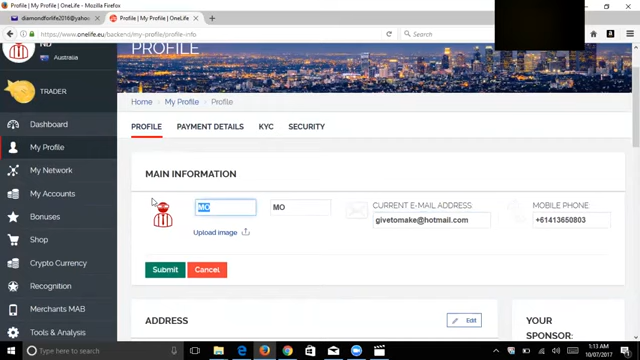 Profile | My Profile | OneLife - Mozilla Firefox
diamondforlife2016@yahoo
Profile | My Profile | OneLife
https://www.onelife.eu/backend/my-profile/profile-info
Search
Australia
PROFILE
TRADER
Home - My Profile - Profile
Dashboard
My Profile
My Network
My Accounts
Bonuses
Shop
Crypto Currency
Recognition
Merchants MAB
Tools & Analysis
PROFILE PAYMENT DETAILS KYC SECURITY
MAIN INFORMATION
MO
MO
CURRENT E-MAIL ADDRESS:
givetomake@hotmail.com
MOBILE PHONE
+61413650803
Upload image
Submit Cancel
ADDRESS
Edit
YOUR
SPONSOR:
Type here to search
1:13 AM
10/07/2017